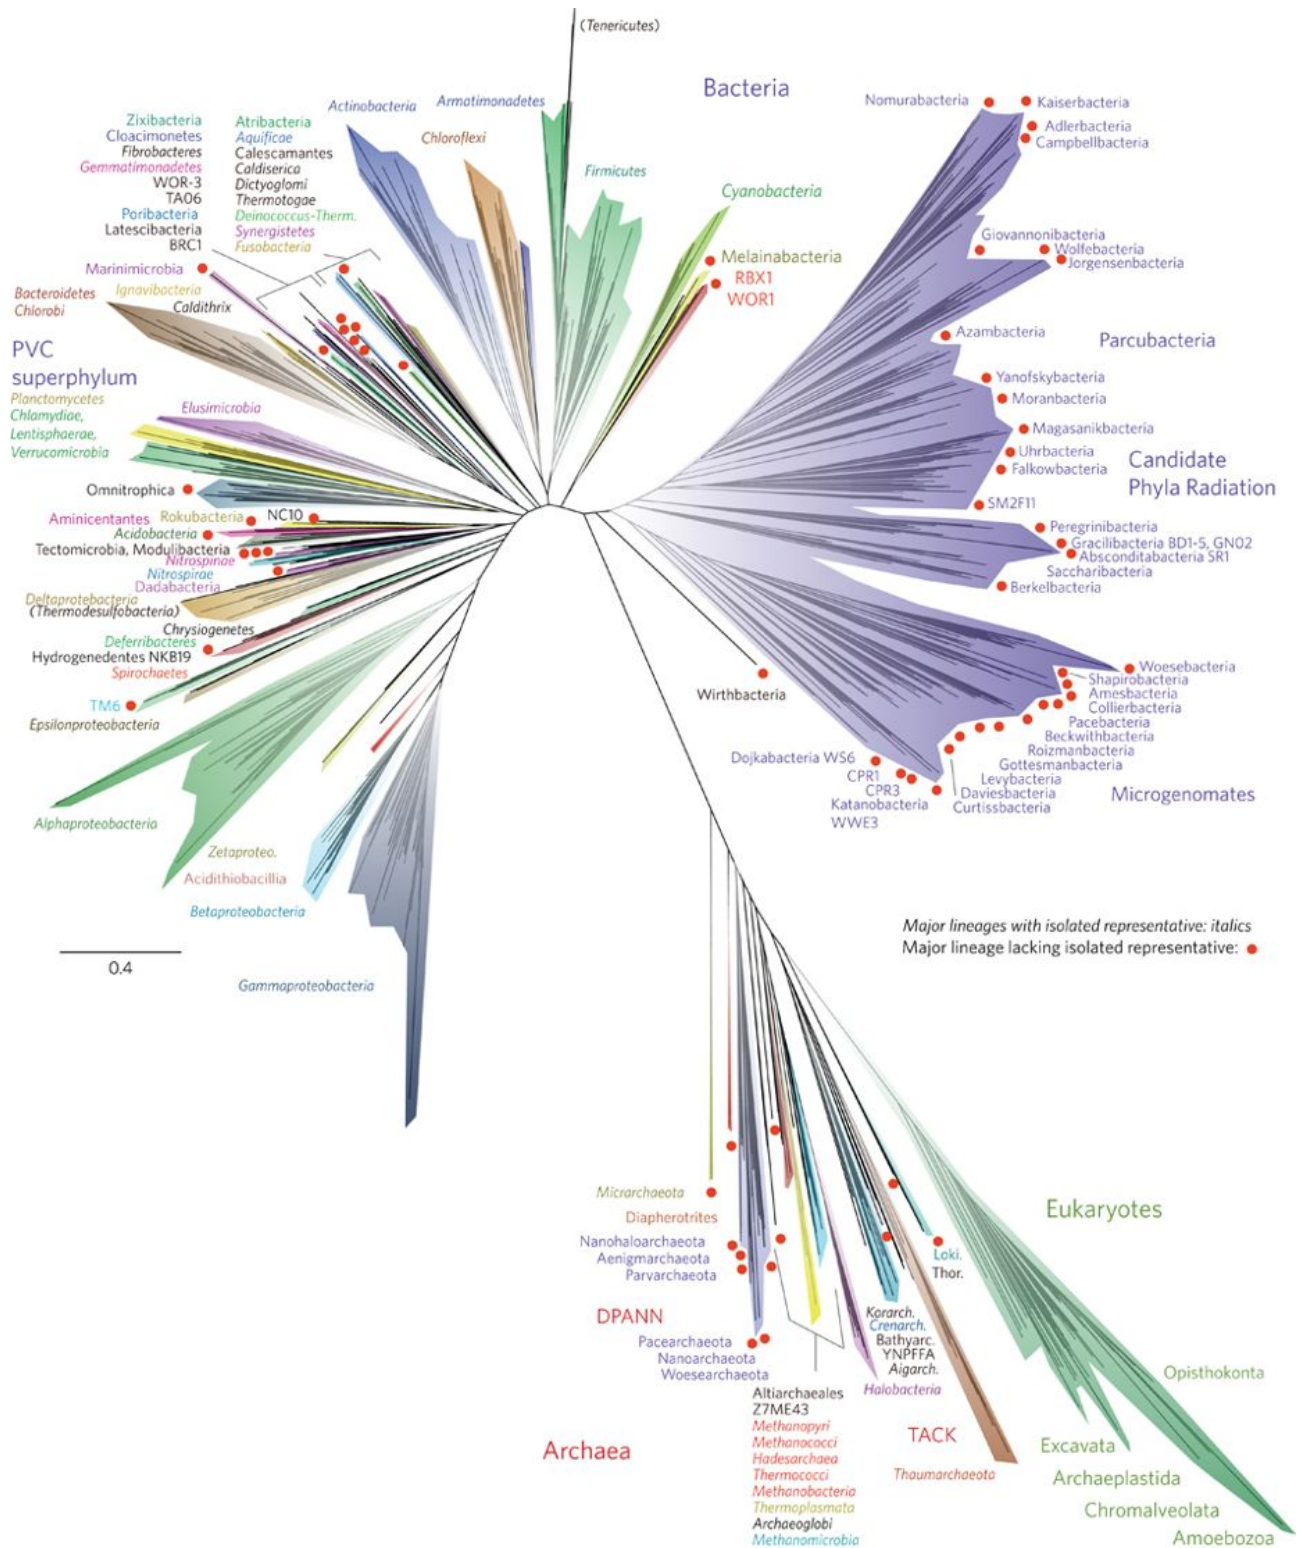 (Tenericutes)
Bacteria
Actinobacteria
Armatimonadetes
Chloroflexi
Firmicutes
Cyanobacteria
Melainabacteria
RBX1
WOR1
Zixibacteria
Cloacimonetes
Fibrobacteres
Gemmatimonadetes
WOR-3
TA06
Poribacteria
Latescibacteria
BRC1
Atribacteria
Aquificae
Calescamantes
Caldiserica
Dictyoglomi
Thermotogae
Deinococcus-Therm.
Synergistetes
Fusobacteria
Marinimicrobia
Bacteroidetes
Chlorobi
Ignavibacteria
Caldithrix
PVC
superphylum
Planctomycetes
Chlamydiae,
Lentisphaerae,
Verrucomicrobia
Elusimicrobia
Omnitrophica
Aminicentantes
Rokubacteria
NC10
Acidobacteria
Tectomicrobia, Modulibacteria
Nitrospinae
Nitrospirae
Dadabacteria
Deltaprotebacteria
(Thermodesulfobacteria)
Chrysiogenetes
Deferribacteres
Hydrogenedentes NKB19
Spirochaetes
TM6
Epsilonproteobacteria
Alphaproteobacteria
Zetaproteo.
Acidithiobacillia
Betaproteobacteria
Gammaproteobacteria
0.4
Nomurabacteria
Kaiserbacteria
Adlerbacteria
Campbellbacteria
Giovannonibacteria
Wolfebacteria
Jorgensenbacteria
Azambacteria
Parcubacteria
Yanofskybacteria
Moranbacteria
Magasanikbacteria
Uhrbacteria
Falkowbacteria
Candidate
Phyla Radiation
SM2F11
Peregrinibacteria
Gracilibacteria BD1-5, GN02
Absconditabacteria SR1
Saccharibacteria
Berkelbacteria
Woesebacteria
Shapirobacteria
Amesbacteria
Collierbacteria
Pacebacteria
Beckwithbacteria
Roizmanbacteria
Gottesmanbacteria
Levybacteria
Daviesbacteria
Curtissbacteria
Microgenomates
Wirthbacteria
Dojkabacteria WS6
CPR1
CPR3
Katanobacteria
WWE3
Major lineages with isolated representative: italics
Major lineage lacking isolated representative:
Micrarchaeota
Diapherotrites
Nanohaloarchaeota
Aenigmarchaeota
Parvarchaeota
DPANN
Pacearchaeota
Nanoarchaeota
Woesearchaeota
Altiarchaeales
Z7ME43
Methanopyri
Methanococci
Hadesarchaea
Thermococci
Methanobacteria
Thermoplasmata
Archaeoglobi
Methanomicrobia
Archaea
Halobacteria
Korarch.
Crenarch.
Bathyarc.
YNPFFA
Aigarch.
TACK
Thaumarchaeota
Loki.
Thor.
Eukaryotes
Opisthokonta
Excavata
Archaeplastida
Chromalveolata
Amoebozoa